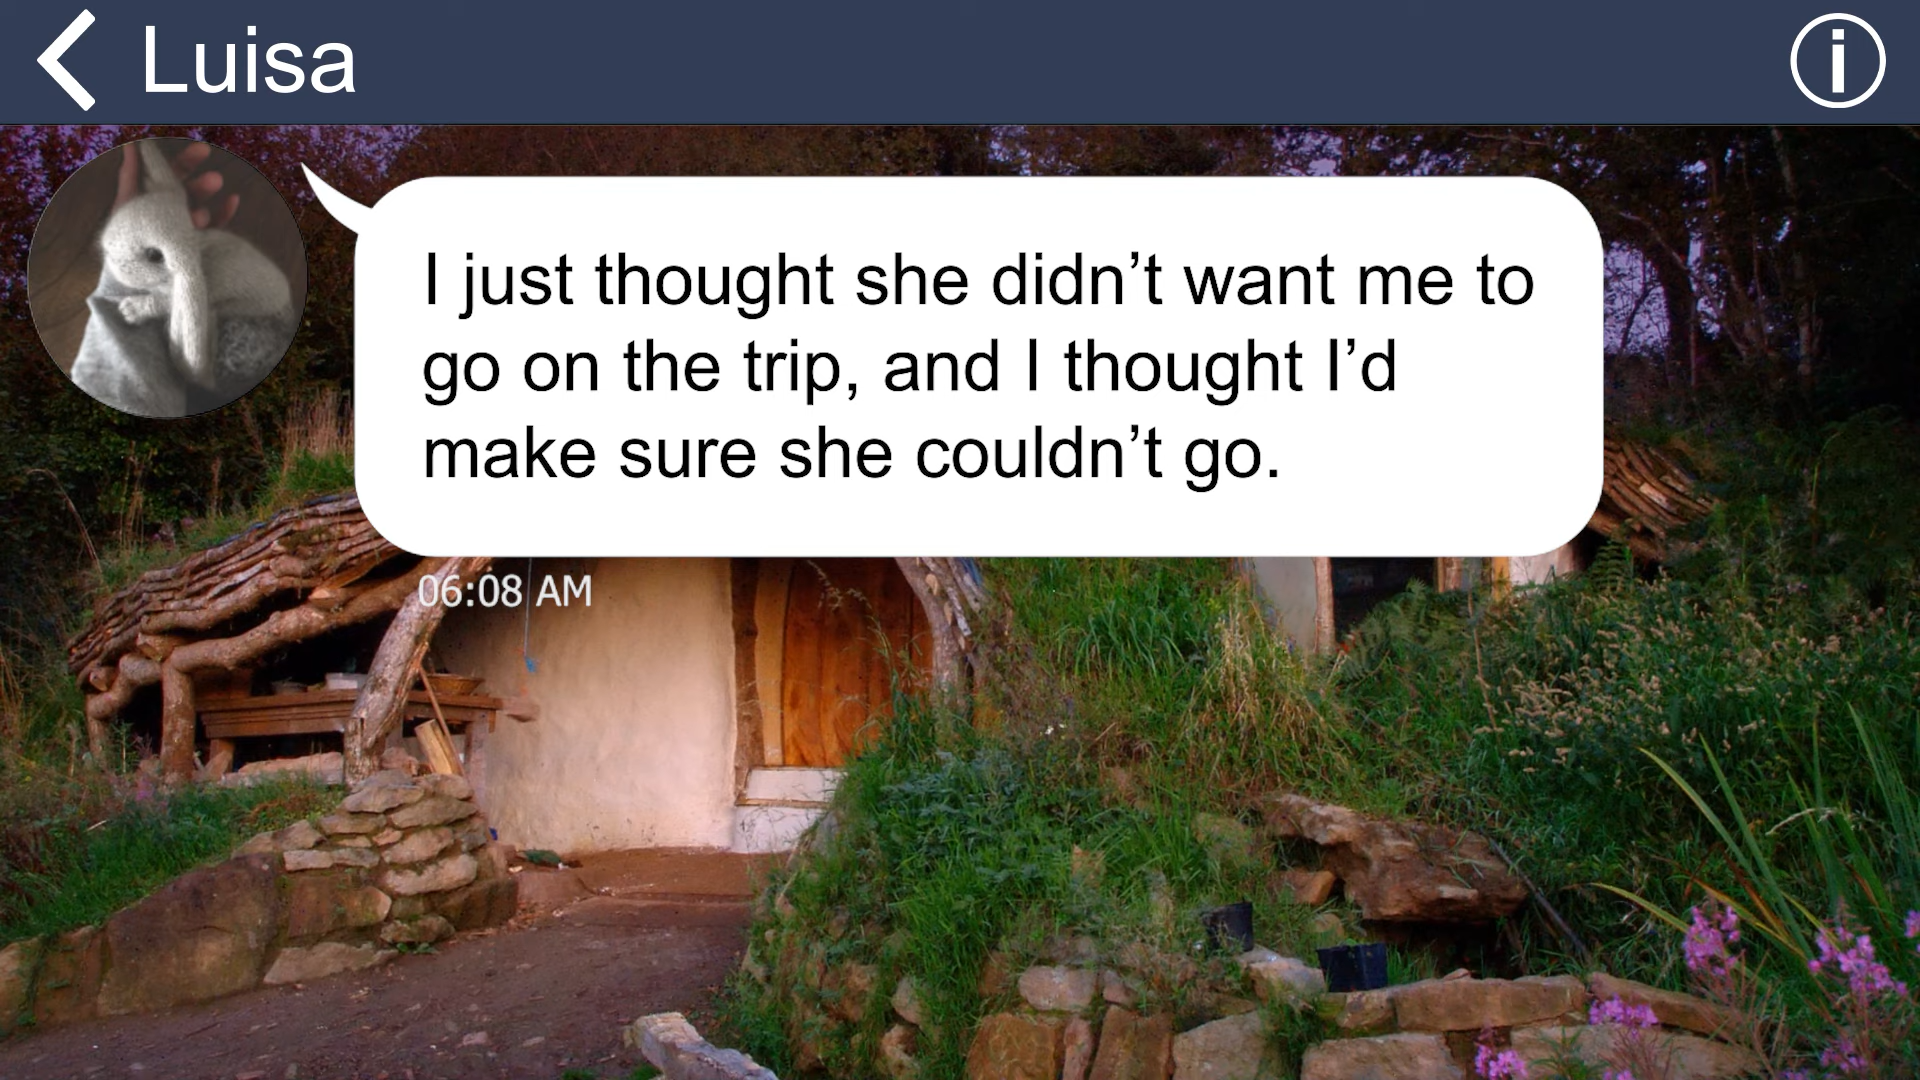 Luisa
I just thought she didn’t want me to
go on the trip, and I thought I’d
make sure she couldn’t go.
06:08 AM